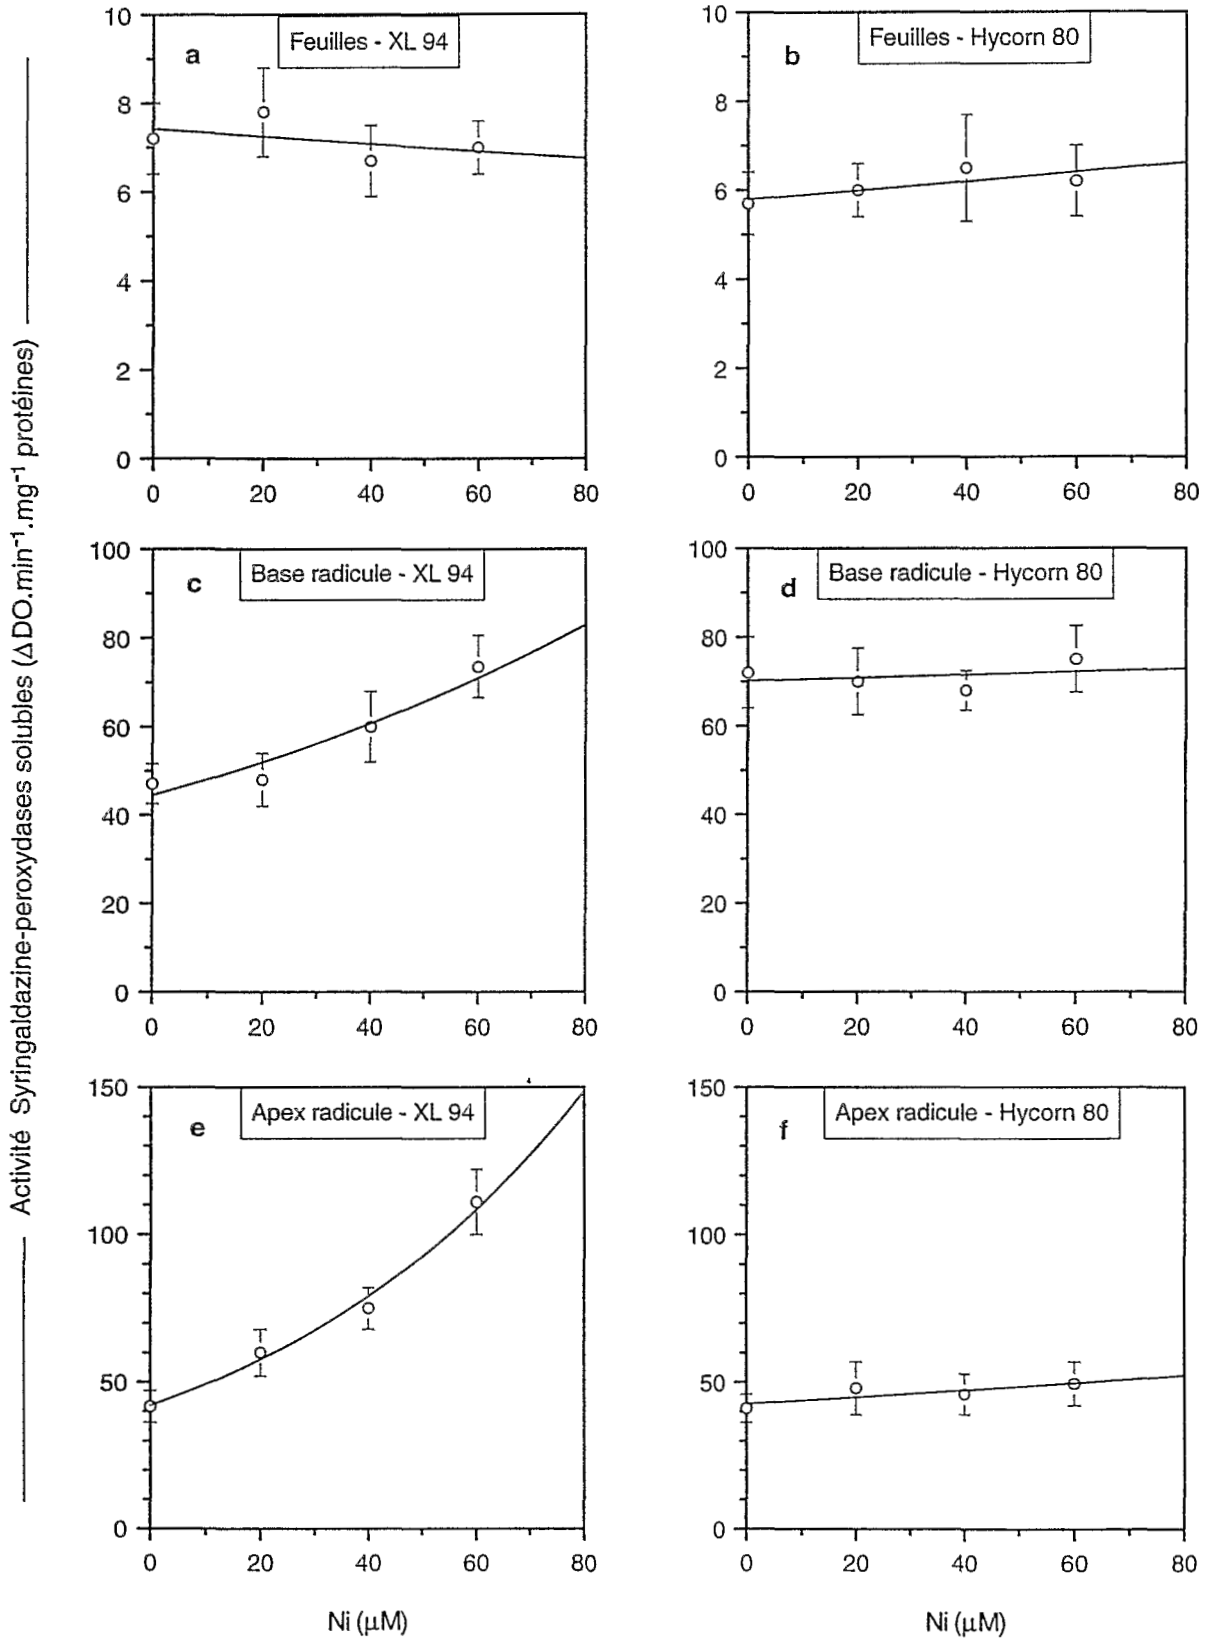 Activité Syringaldazine-peroxydases solubles (ΔDO.min⁻¹.mg⁻¹ protéines)
a
Feuilles - XL 94
10
8
6
4
2
0
0 20 40 60 80
b
Feuilles - Hycorn 80
10
8
6
4
2
0
0 20 40 60 80
c
Base radicule - XL 94
100
80
60
40
20
0
0 20 40 60 80
d
Base radicule - Hycorn 80
100
80
60
40
20
0
0 20 40 60 80
e
Apex radicule - XL 94
150
100
50
0
0 20 40 60 80
Ni (μM)
f
Apex radicule - Hycorn 80
150
100
50
0
0 20 40 60 80
Ni (μM)